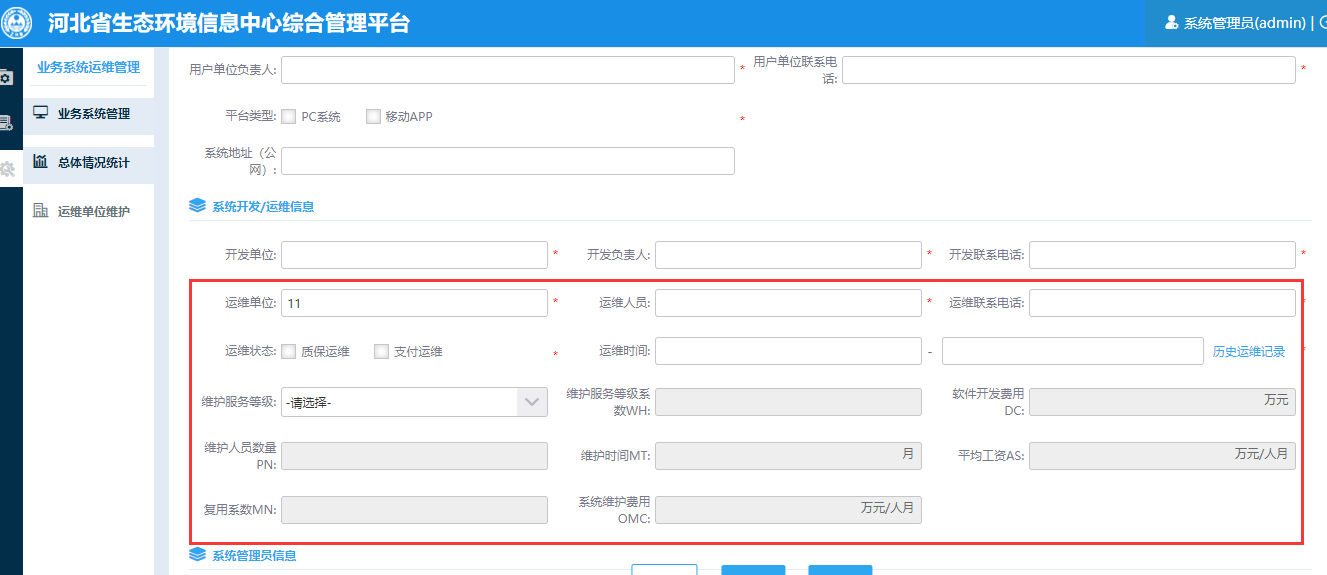 河北省生态环境信息中心综合管理平台
系统管理员(admin) |
业务系统运维管理
业务系统管理
总体情况统计
运维单位维护
用户单位负责人: *
用户单位联系电
话: *
平台类型: PC系统 移动APP *
系统地址（公
网）:
系统开发/运维信息
开发单位: * 开发负责人: * 开发联系电话: *
运维单位: 11 * 运维人员: * 运维联系电话: *
运维状态: 质保运维 支付运维 * 运维时间: - 历史运维记录 *
维护服务等级: -请选择-
维护服务等级系
数WH:
软件开发费用
DC: 万元
维护人员数量
PN:
维护时间MT: 月
平均工资AS: 万元/人月
复用系数MN:
系统维护费用
OMC: 万元/人月
系统管理员信息